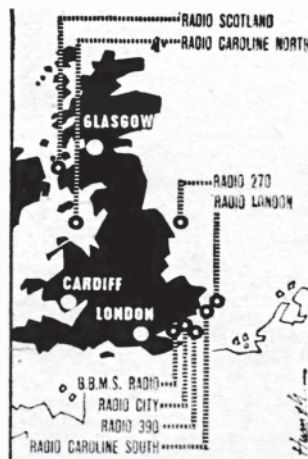 RADIO SCOTLAND
RADIO CAROLINE NORTH
GLASGOW
RADIO 270
RADIO LONDON
CARDIFF
LONDON
B.B.M.S. RADIO
RADIO CITY
RADIO 390
RADIO CAROLINE SOUTH